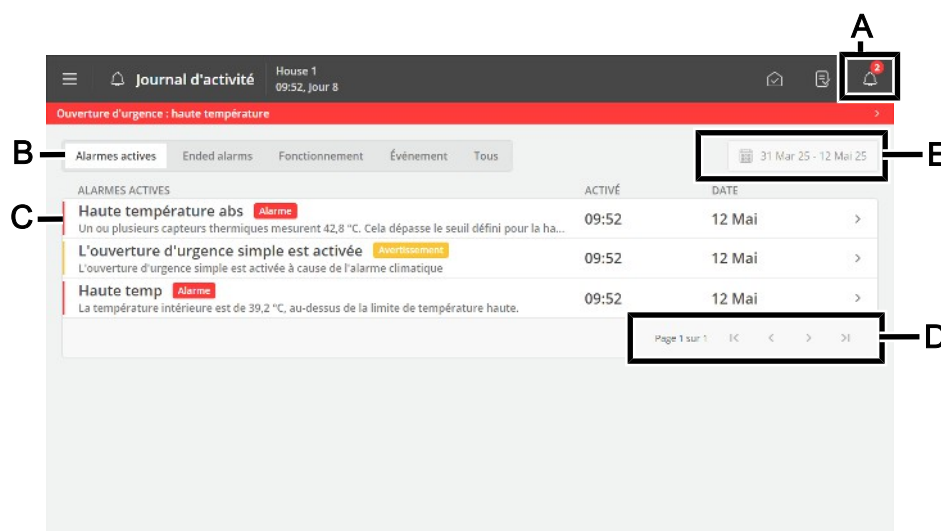 A
2
House 1
Journal d'activité
09:52, Jour 8
Ouverture d'urgence : haute température
B
Alarmes actives Ended alarms Fonctionnement Événement Tous
31 Mar 25 - 12 Mai 25
E
ALARMES ACTIVES ACTIVÉ DATE
C
Haute température abs Alarme
Un ou plusieurs capteurs thermiques mesurent 42,8 °C. Cela dépasse le seuil défini pour la ha...
09:52 12 Mai
L'ouverture d'urgence simple est activée Avertissement
L'ouverture d'urgence simple est activée à cause de l'alarme climatique
09:52 12 Mai
Haute temp Alarme
La température intérieure est de 39,2 °C, au-dessus de la limite de température haute.
09:52 12 Mai
Page 1 sur 1
D